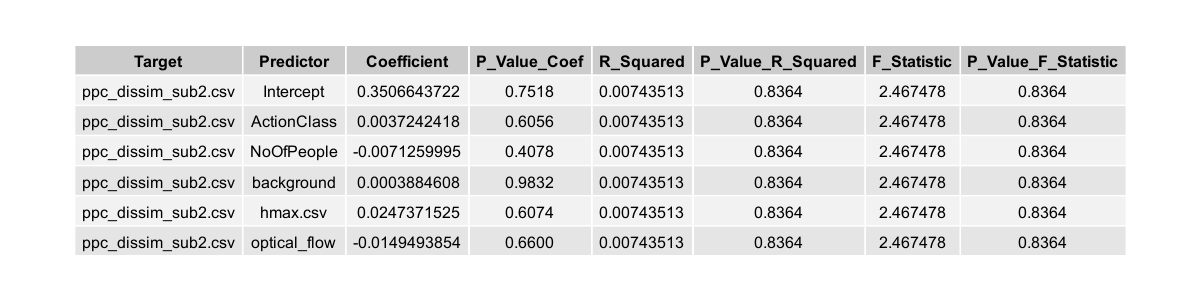 Target Predictor Coefficient P_Value_Coef R_Squared P_Value_R_Squared F_Statistic P_Value_F_Statistic
ppc_dissim_sub2.csv Intercept 0.3506643722 0.7518 0.00743513 0.8364 2.467478 0.8364
ppc_dissim_sub2.csv ActionClass 0.0037242418 0.6056 0.00743513 0.8364 2.467478 0.8364
ppc_dissim_sub2.csv NoOfPeople -0.0071259995 0.4078 0.00743513 0.8364 2.467478 0.8364
ppc_dissim_sub2.csv background 0.0003884608 0.9832 0.00743513 0.8364 2.467478 0.8364
ppc_dissim_sub2.csv hmax.csv 0.0247371525 0.6074 0.00743513 0.8364 2.467478 0.8364
ppc_dissim_sub2.csv optical_flow -0.0149493854 0.6600 0.00743513 0.8364 2.467478 0.8364